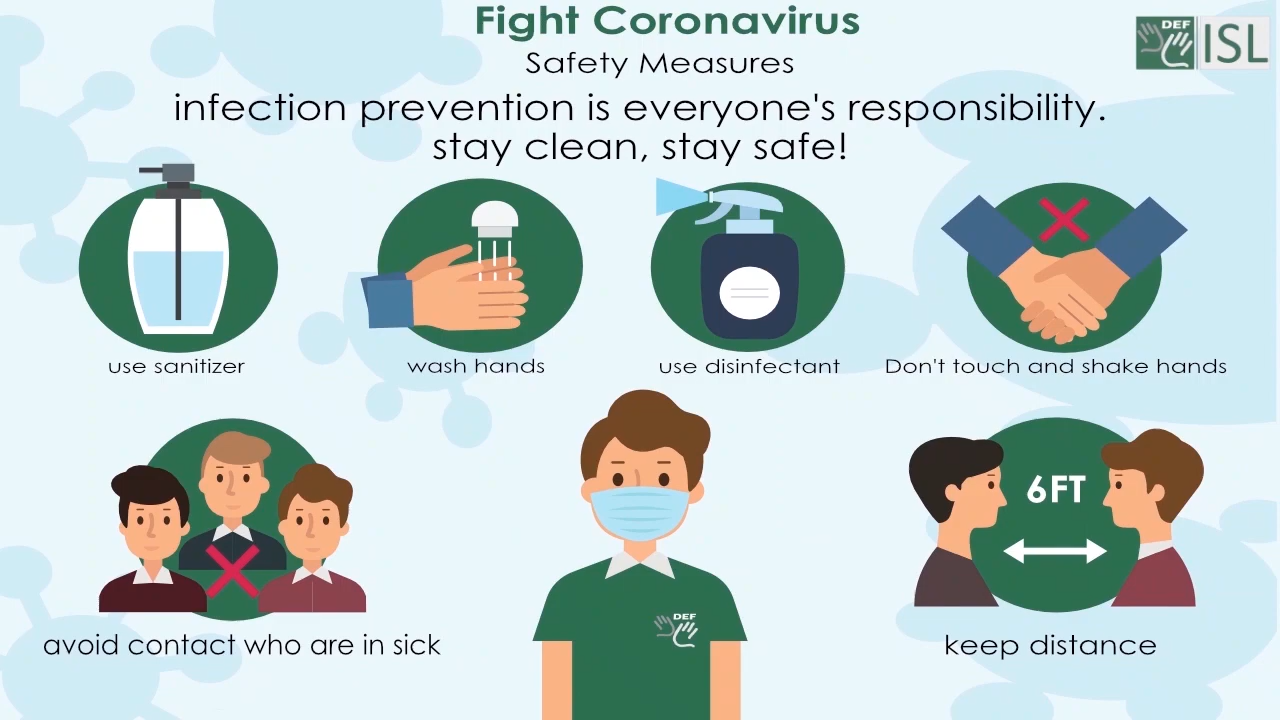 Fight Coronavirus
DEF
ISL
Safety Measures
infection prevention is everyone's responsibility.
stay clean, stay safe!
use sanitizer
wash hands
use disinfectant
Don't touch and shake hands
6FT
DEF
avoid contact who are in sick
keep distance